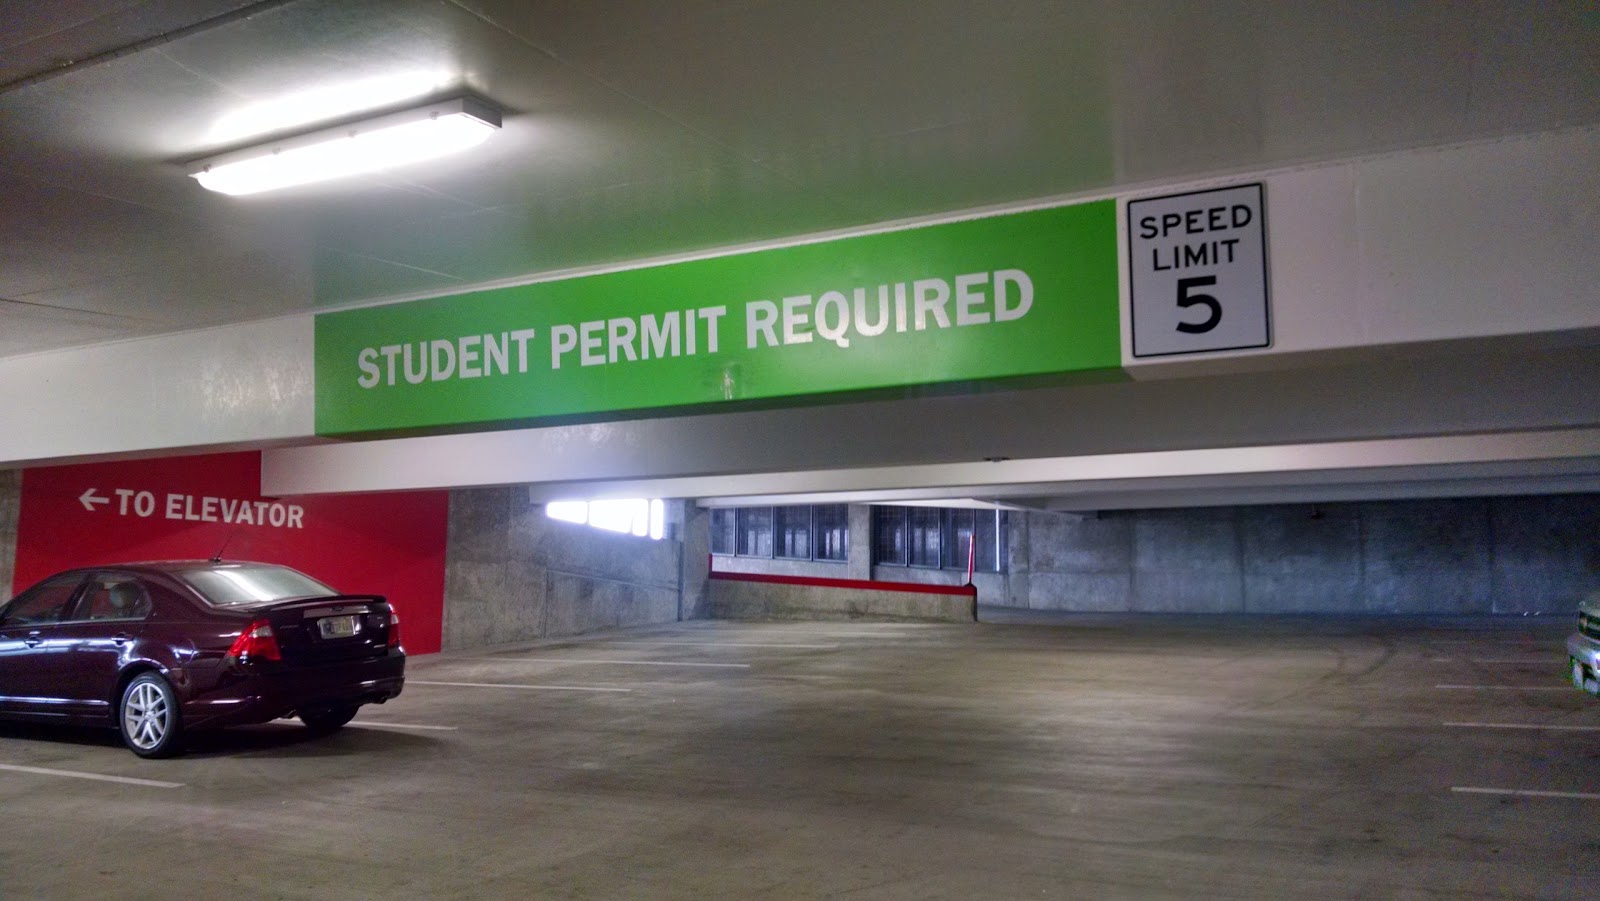 STUDENT PERMIT REQUIRED
SPEED
LIMIT
5
←TO ELEVATOR